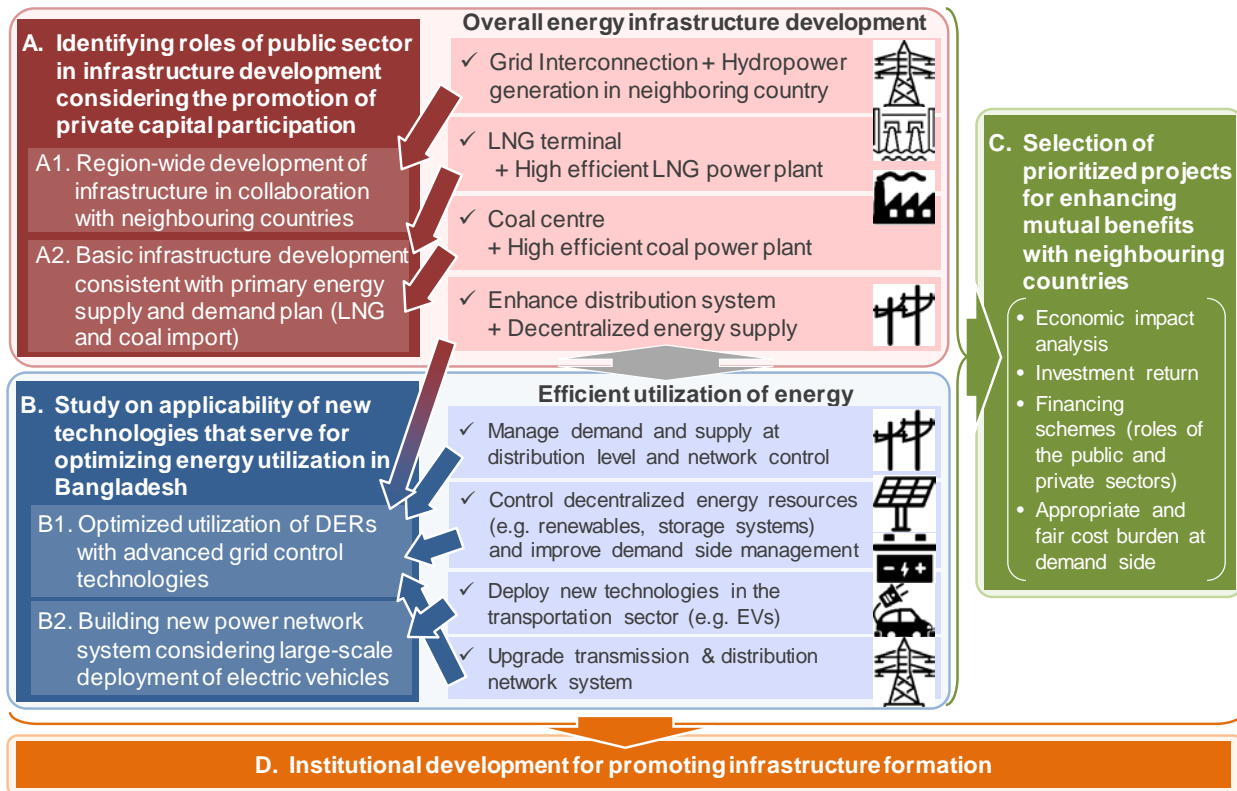 A. Identifying roles of public sector
in infrastructure development
considering the promotion of
private capital participation
A1. Region-wide development of
infrastructure in collaboration
with neighbouring countries
A2. Basic infrastructure development
consistent with primary energy
supply and demand plan (LNG
and coal import)
Overall energy infrastructure development
✓ Grid Interconnection + Hydropower
generation in neighboring country
✓ LNG terminal
+ High efficient LNG power plant
✓ Coal centre
+ High efficient coal power plant
✓ Enhance distribution system
+ Decentralized energy supply
B. Study on applicability of new
technologies that serve for
optimizing energy utilization in
Bangladesh
B1. Optimized utilization of DERs
with advanced grid control
technologies
B2. Building new power network
system considering large-scale
deployment of electric vehicles
Efficient utilization of energy
✓ Manage demand and supply at
distribution level and network control
✓ Control decentralized energy resources
(e.g. renewables, storage systems)
and improve demand side management
✓ Deploy new technologies in the
transportation sector (e.g. EVs)
✓ Upgrade transmission & distribution
network system
C. Selection of
prioritized projects
for enhancing
mutual benefits
with neighbouring
countries
• Economic impact
analysis
• Investment return
• Financing
schemes (roles of
the public and
private sectors)
• Appropriate and
fair cost burden at
demand side
D. Institutional development for promoting infrastructure formation